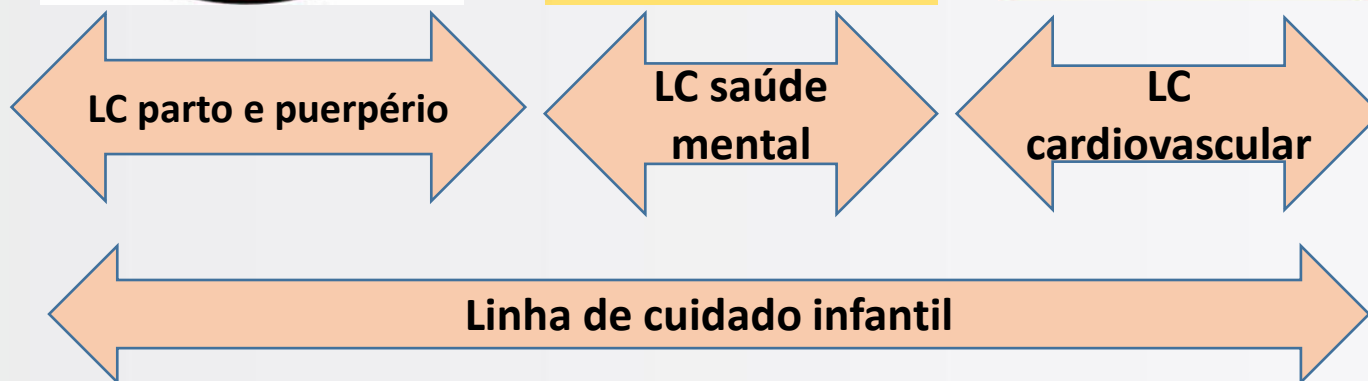 LC parto e puerpério
LC saúde
mental
LC
cardiovascular
Linha de cuidado infantil